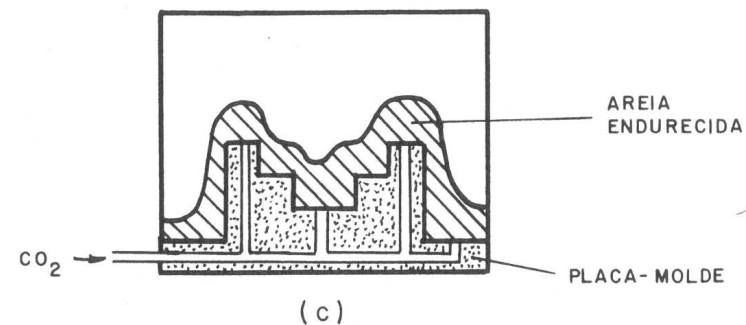 AREIA
ENDURECIDA
CO₂
PLACA-MOLDE
(c)